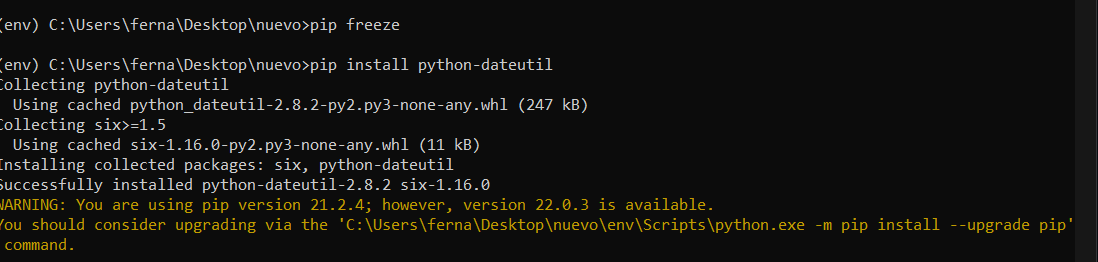 (env) C:\Users\ferna\Desktop\nuevo>pip freeze
(env) C:\Users\ferna\Desktop\nuevo>pip install python-dateutil
Collecting python-dateutil
  Using cached python_dateutil-2.8.2-py2.py3-none-any.whl (247 kB)
Collecting six>=1.5
  Using cached six-1.16.0-py2.py3-none-any.whl (11 kB)
Installing collected packages: six, python-dateutil
Successfully installed python-dateutil-2.8.2 six-1.16.0
WARNING: You are using pip version 21.2.4; however, version 22.0.3 is available.
You should consider upgrading via the 'C:\Users\ferna\Desktop\nuevo\env\Scripts\python.exe -m pip install --upgrade pip'
 command.